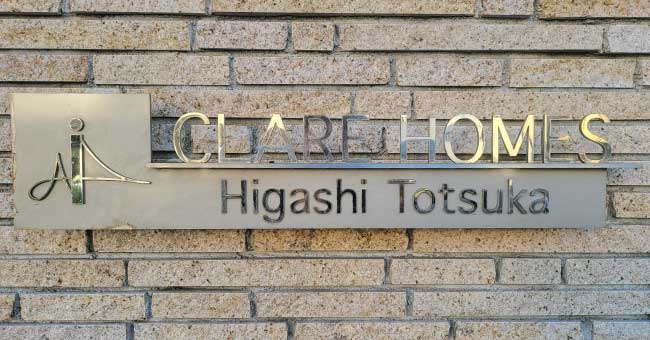 CLARE HOMES
Higashi Totsuka